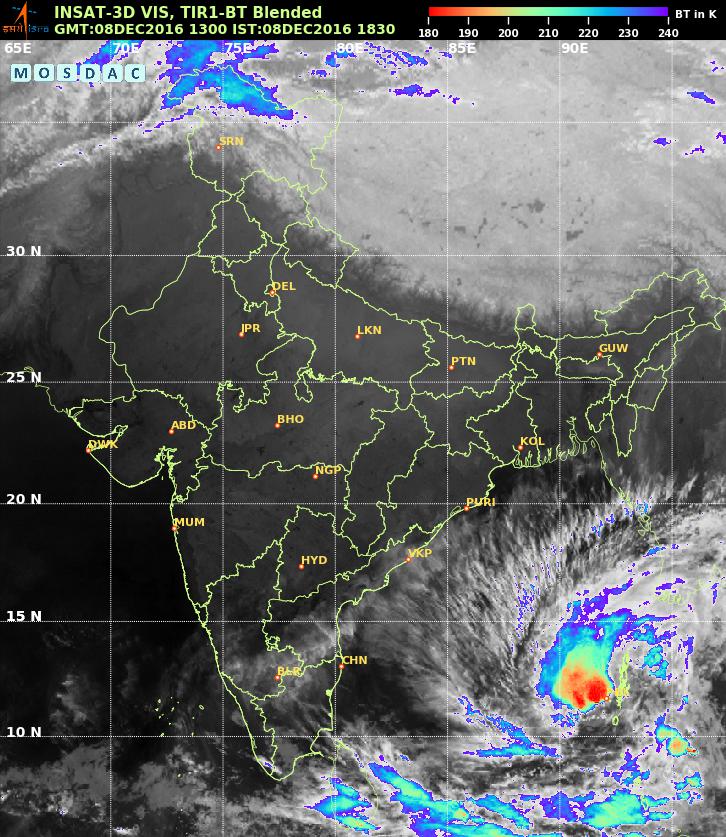 INSAT-3D VIS, TIR1-BT Blended
GMT:08DEC2016 1300 IST:08DEC2016 1830
BT in K
180 190 200 210 220 230 240
65E 70E 75E 80E 85E 90E
MOSDAC
SRN
30 N
DEL
JPR LKN
GUW
PTN
25 N
ABD BHO
DWK KOL
NGP
20 N PURI
MUM
VKP
HYD
15 N
CHN
BLR
10 N